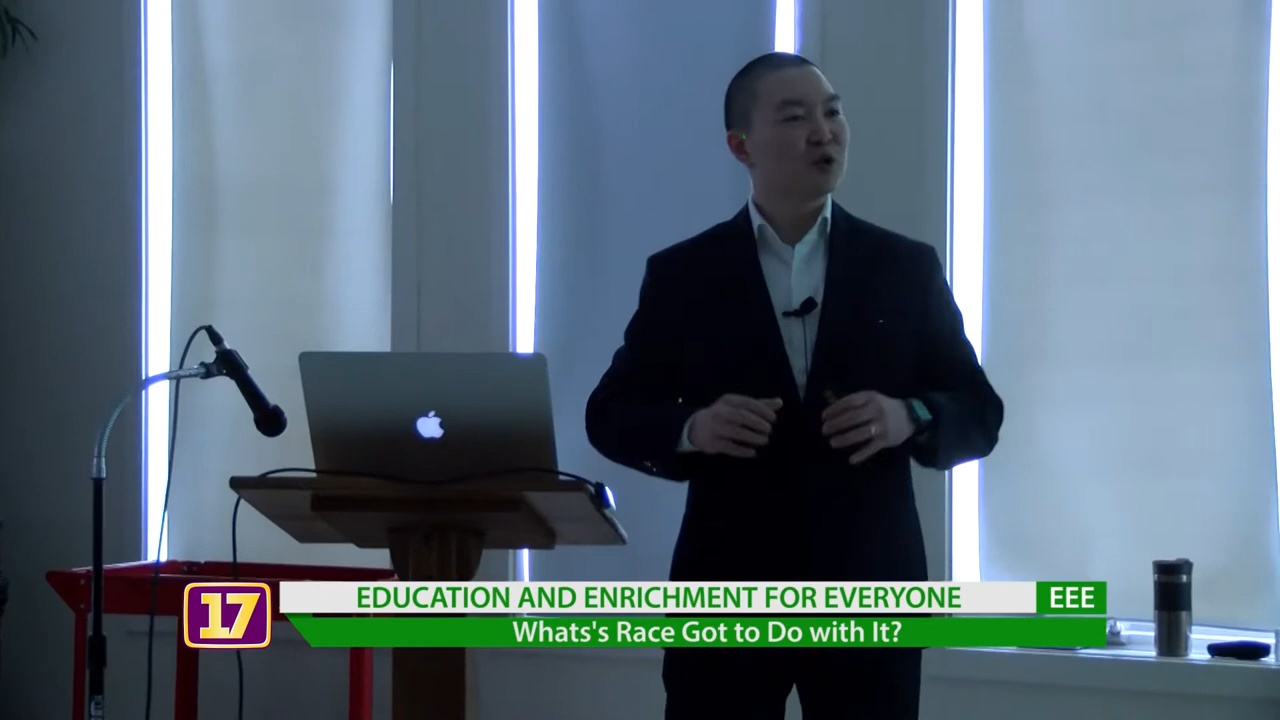 17
EDUCATION AND ENRICHMENT FOR EVERYONE
EEE
Whats's Race Got to Do with It?